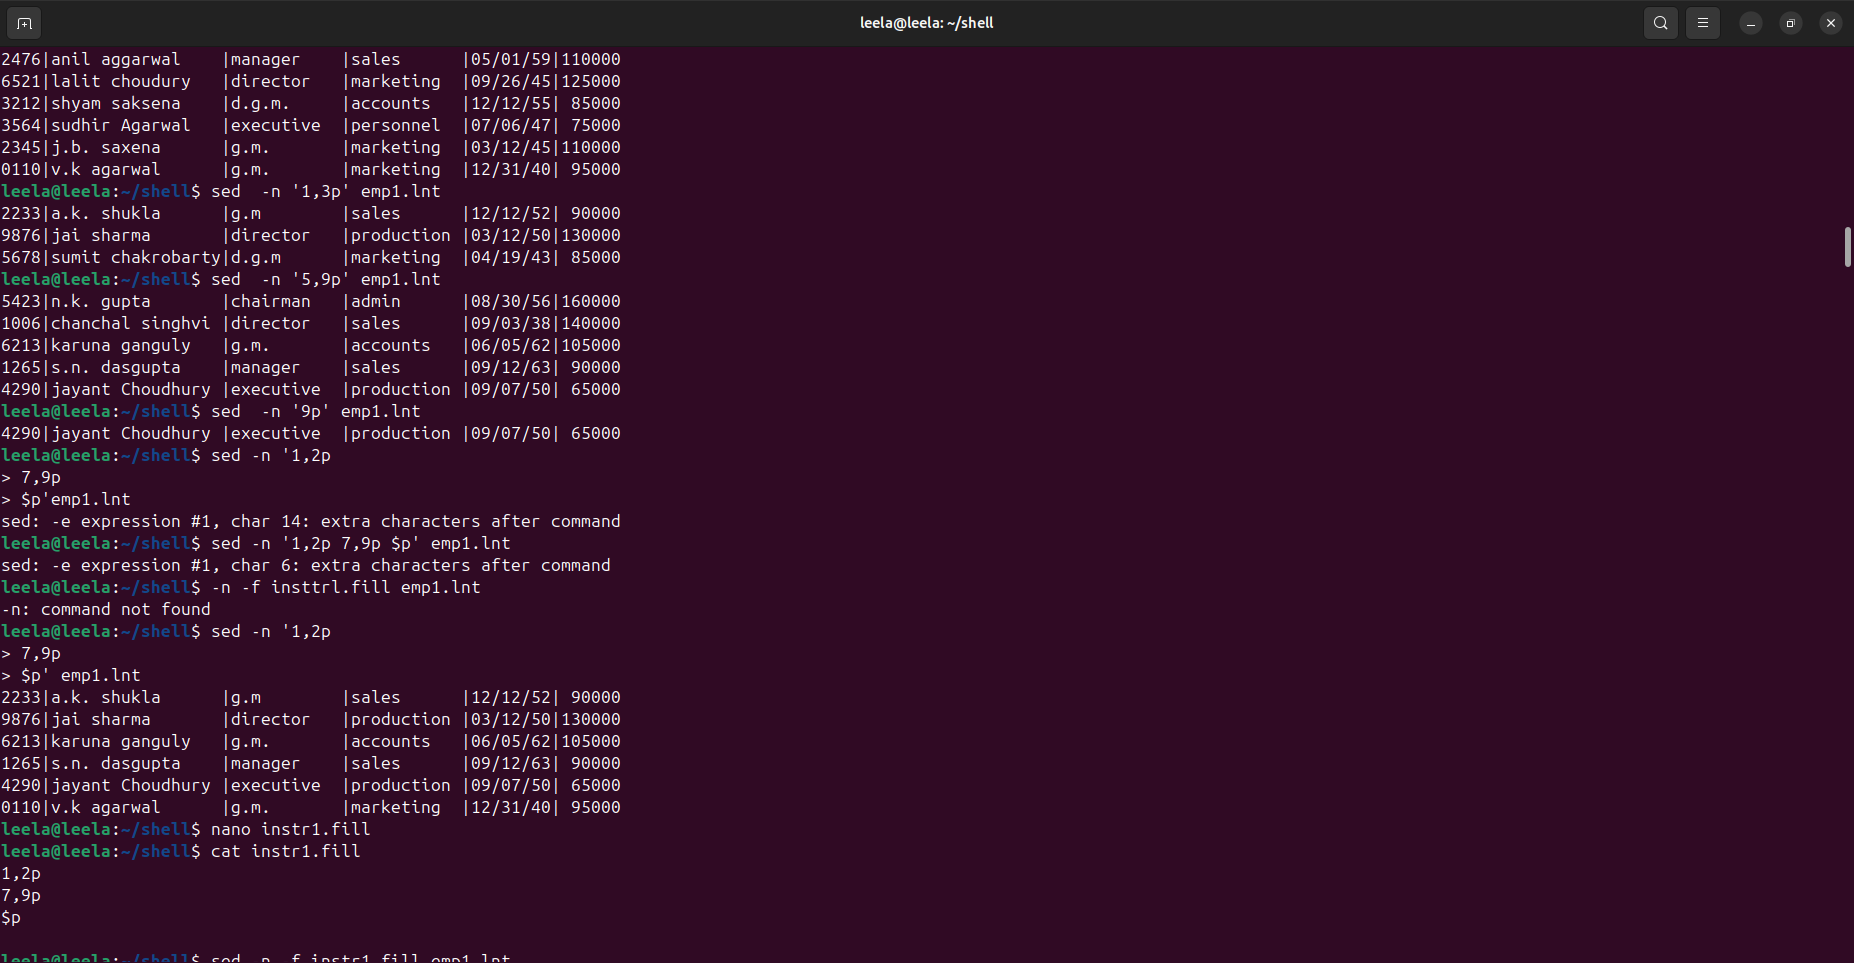 leela@leela: ~/shell
2476|anil aggarwal    |manager    |sales      |05/01/59|110000
6521|lalit choudury   |director   |marketing  |09/26/45|125000
3212|shyam saksena    |d.g.m.     |accounts   |12/12/55| 85000
3564|sudhir Agarwal   |executive  |personnel  |07/06/47| 75000
2345|j.b. saxena      |g.m.       |marketing  |03/12/45|110000
0110|v.k agarwal      |g.m.       |marketing  |12/31/40| 95000
leela@leela:~/shell$ sed  -n '1,3p' emp1.lnt
2233|a.k. shukla      |g.m        |sales      |12/12/52| 90000
9876|jai sharma       |director   |production |03/12/50|130000
5678|sumit chakrobarty|d.g.m      |marketing  |04/19/43| 85000
leela@leela:~/shell$ sed  -n '5,9p' emp1.lnt
5423|n.k. gupta       |chairman   |admin      |08/30/56|160000
1006|chanchal singhvi |director   |sales      |09/03/38|140000
6213|karuna ganguly   |g.m.       |accounts   |06/05/62|105000
1265|s.n. dasgupta    |manager    |sales      |09/12/63| 90000
4290|jayant Choudhury |executive  |production |09/07/50| 65000
leela@leela:~/shell$ sed  -n '9p' emp1.lnt
4290|jayant Choudhury |executive  |production |09/07/50| 65000
leela@leela:~/shell$ sed -n '1,2p
> 7,9p
> $p'emp1.lnt
sed: -e expression #1, char 14: extra characters after command
leela@leela:~/shell$ sed -n '1,2p 7,9p $p' emp1.lnt
sed: -e expression #1, char 6: extra characters after command
leela@leela:~/shell$ -n -f insttrl.fill emp1.lnt
-n: command not found
leela@leela:~/shell$ sed -n '1,2p
> 7,9p
> $p' emp1.lnt
2233|a.k. shukla      |g.m        |sales      |12/12/52| 90000
9876|jai sharma       |director   |production |03/12/50|130000
6213|karuna ganguly   |g.m.       |accounts   |06/05/62|105000
1265|s.n. dasgupta    |manager    |sales      |09/12/63| 90000
4290|jayant Choudhury |executive  |production |09/07/50| 65000
0110|v.k agarwal      |g.m.       |marketing  |12/31/40| 95000
leela@leela:~/shell$ nano instr1.fill
leela@leela:~/shell$ cat instr1.fill
1,2p
7,9p
$p
leela@leela:~/shell$ sed -n -f instr1.fill emp1.lnt